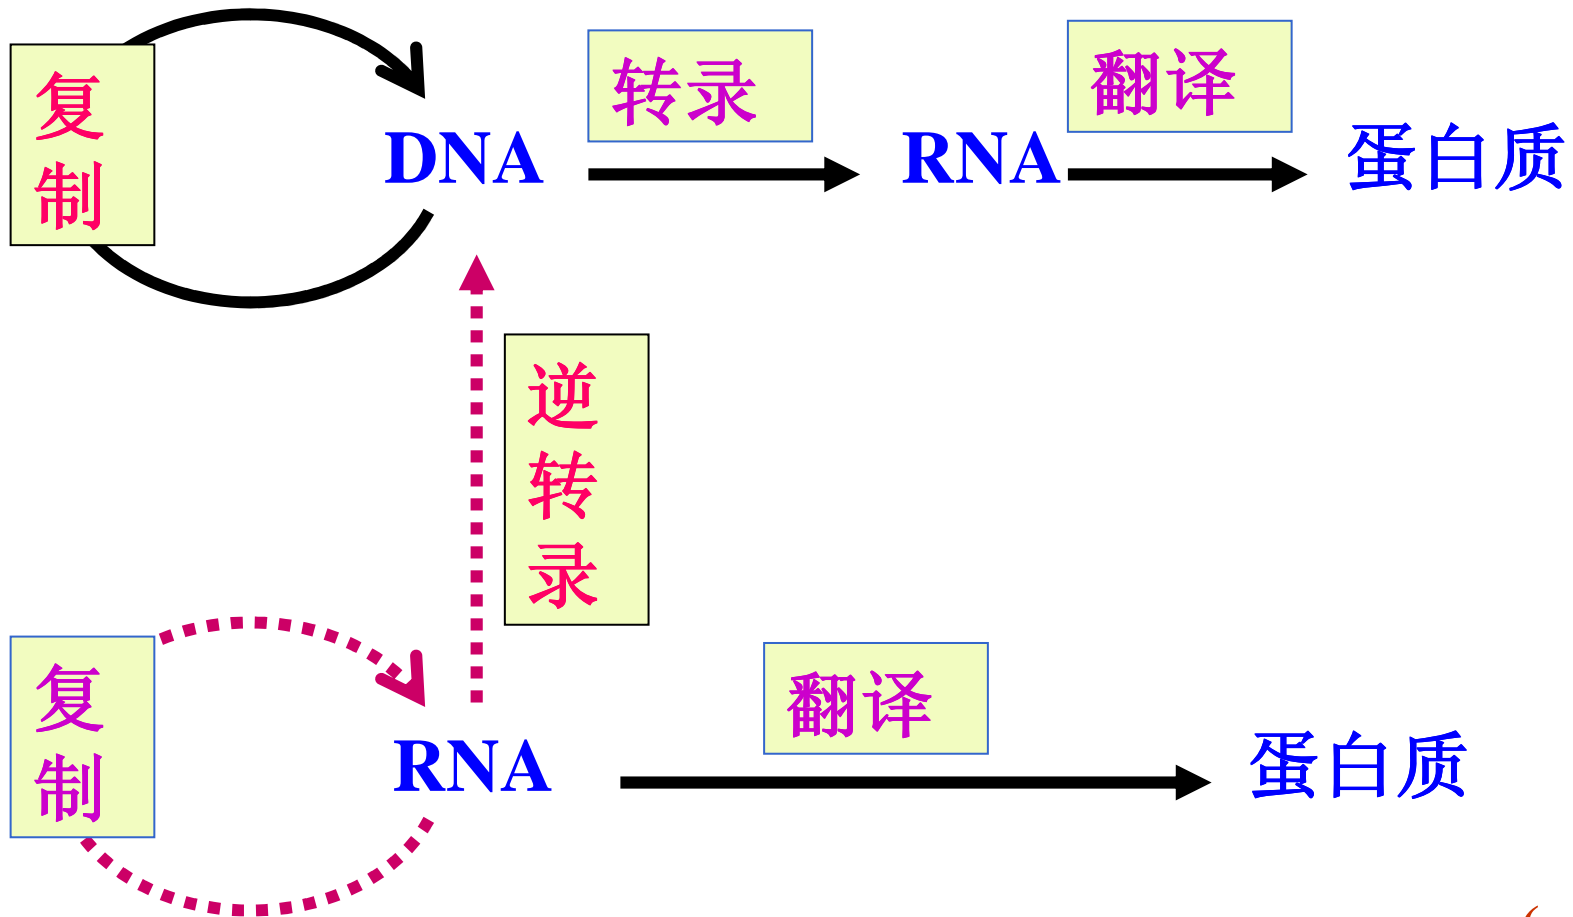 复
制
DNA
转录
RNA
翻译
蛋白质
逆
转
录
复
制
RNA
翻译
蛋白质